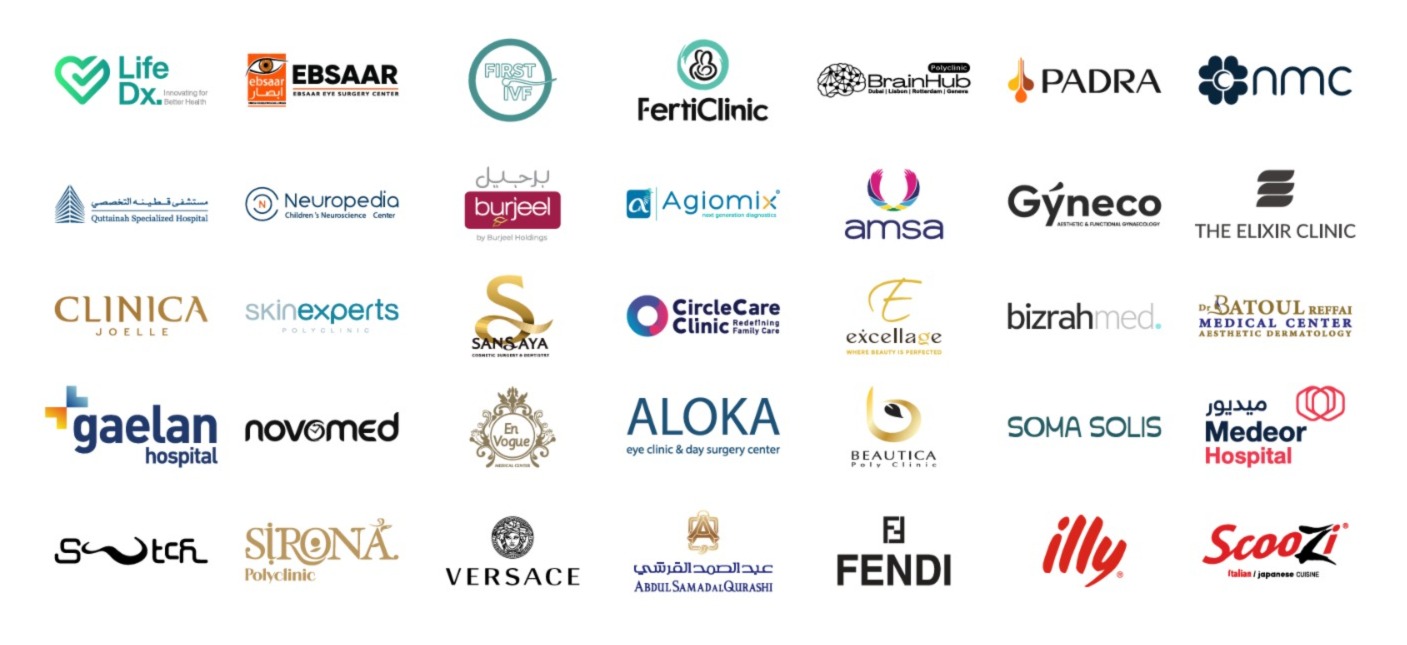 Life
Dx. Innovating for
Better Health
ebsaar
إبصار
EBSAAR
EBSAAR EYE SURGERY CENTER
FIRST
IVF
FertiClinic
Polyclinic
BrainHub
Dubai | Lisbon | Rotterdam | Geneve
PADRA
nmc
مستشفى قطينه التخصصي
Quttainah Specialized Hospital
Neuropedia
Children's Neuroscience Center
برجيل
burjeel
by Burjeel Holdings
α
Agiomix®
next generation diagnostics
amsa
Gýneco
AESTHETIC & FUNCTIONAL GYNAECOLOGY
THE ELIXIR CLINIC
CLINICA
JOELLE
skinexperts
POLYCLINIC
S
SANSAYA
COSMETIC SURGERY & DENTISTRY
CircleCare
Clinic Redefining
Family Care
E
excellage
WHERE BEAUTY IS PERFECTED
bizrahmed.
Dr. BATOUL REFFAI
MEDICAL CENTER
AESTHETIC DERMATOLOGY
gaelan
hospital
novomed
En
Vogue
MEDICAL CENTER
ALOKA
eye clinic & day surgery center
BEAUTICA
Poly Clinic
SOMA SOLIS
ميديور
Medeor
Hospital
SIRONA
Polyclinic
VERSACE
عبد الصمد القرشي
ABDUL SAMAD AL QURASHI
FENDI
illy®
ScooZi®
Italian / japanese CUISINE